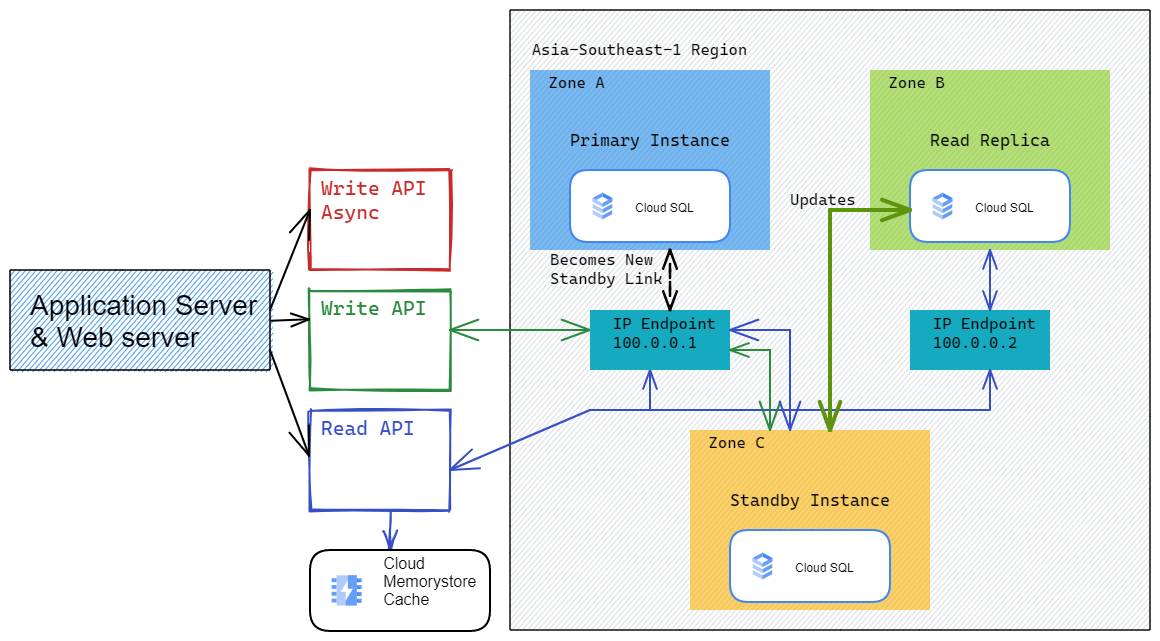 Asia-Southeast-1 Region
Zone A
Primary Instance
Cloud SQL
Zone B
Read Replica
Cloud SQL
Updates
Write API
Async
Becomes New
Standby Link
Application Server
& Web server
Write API
IP Endpoint
100.0.0.1
IP Endpoint
100.0.0.2
Read API
Zone C
Standby Instance
Cloud SQL
Cloud
Memorystore
Cache